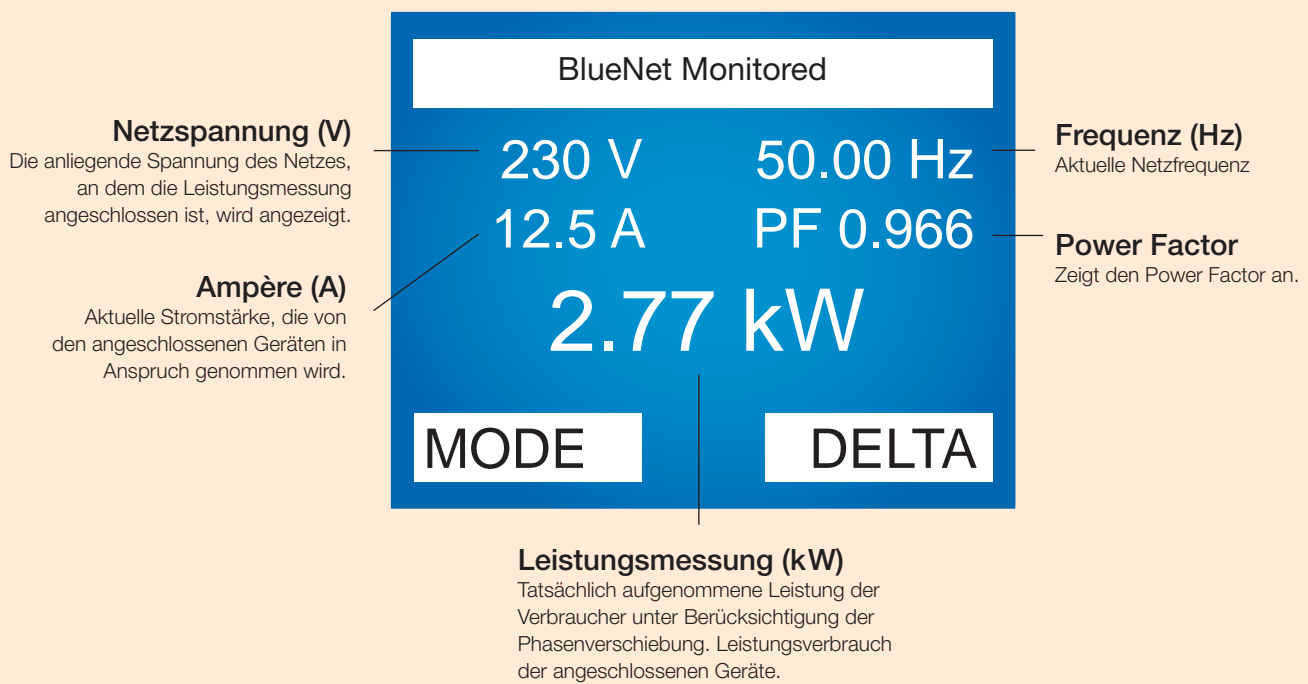 BlueNet Monitored
Netzspannung (V)
Die anliegende Spannung des Netzes,
an dem die Leistungsmessung
angeschlossen ist, wird angezeigt.
Ampère (A)
Aktuelle Stromstärke, die von
den angeschlossenen Geräten in
Anspruch genommen wird.
230 V
50.00 Hz
12.5 A
PF 0.966
2.77 kW
MODE
DELTA
Frequenz (Hz)
Aktuelle Netzfrequenz
Power Factor
Zeigt den Power Factor an.
Leistungsmessung (kW)
Tatsächlich aufgenommene Leistung der
Verbraucher unter Berücksichtigung der
Phasenverschiebung. Leistungsverbrauch
der angeschlossenen Geräte.